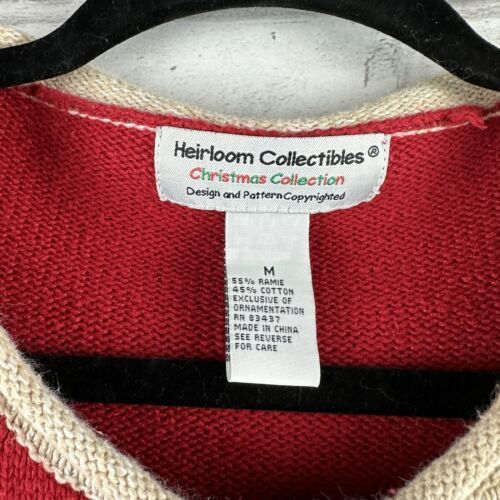 Heirloom Collectibles®
Christmas Collection
Design and Pattern Copyrighted
M
55% RAMIE
45% COTTON
EXCLUSIVE OF
ORNAMENTATION
RN 83437
MADE IN CHINA
SEE REVERSE
FOR CARE